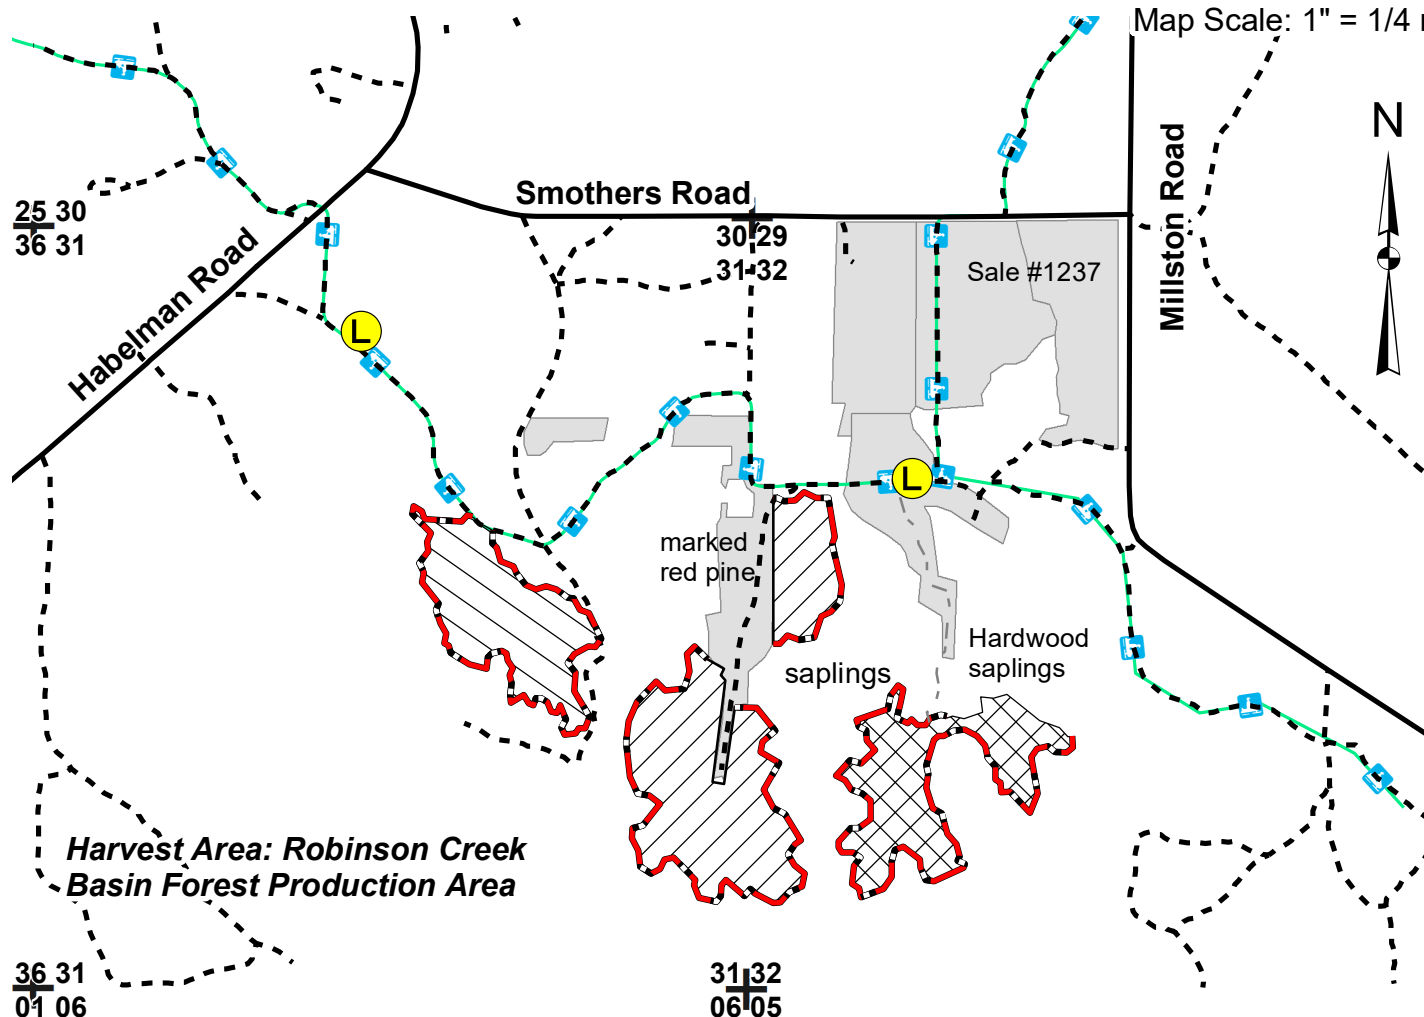 Map Scale: 1" = 1/4
N
Millston Road
Smothers Road
25 30
36 31
30 29
31 32
Sale #1237
Habelman Road
L
L
marked
red pine
Hardwood
saplings
saplings
Harvest Area: Robinson Creek
Basin Forest Production Area
36 31
01 06
31 32
06 05